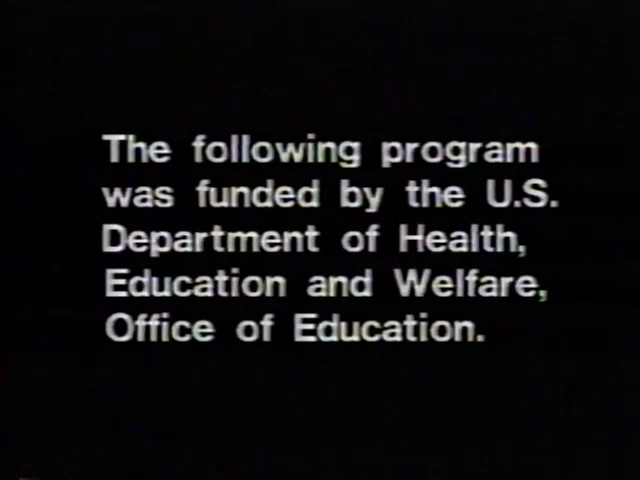 The following program
was funded by the U.S.
Department of Health,
Education and Welfare,
Office of Education.